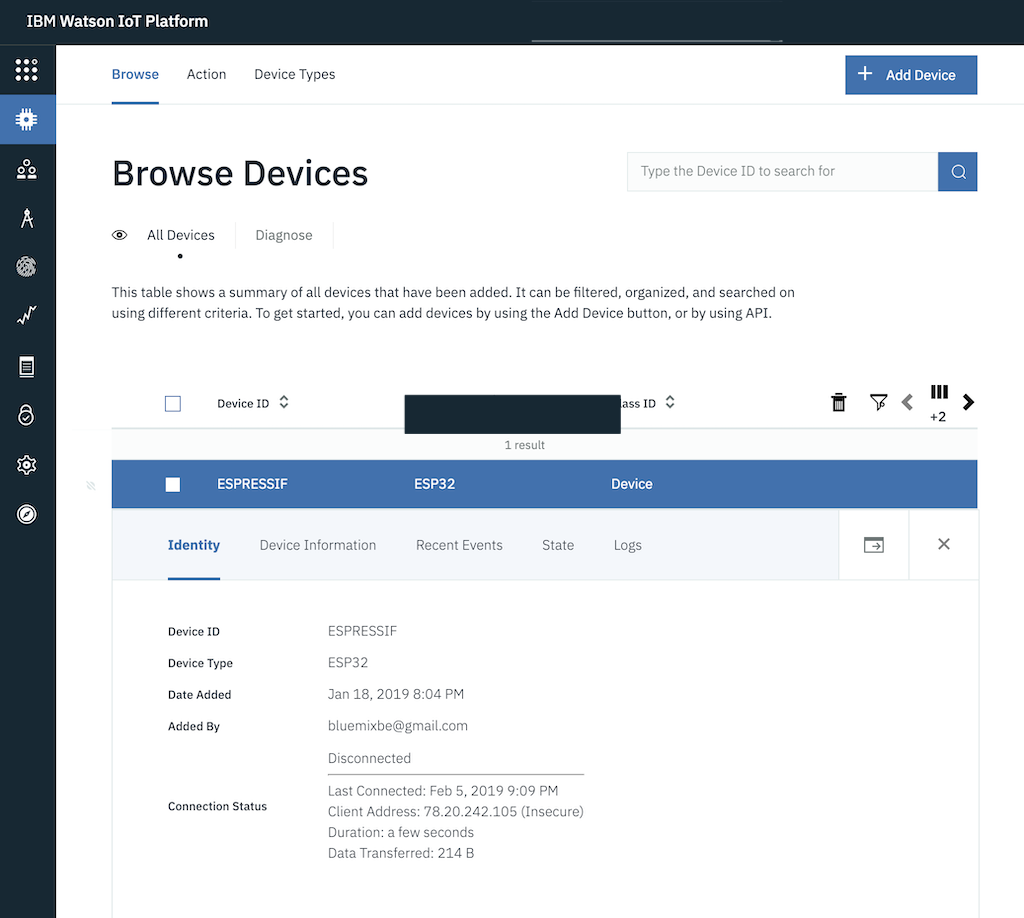 IBM Watson IoT Platform
Browse Action Device Types
Add Device
Browse Devices
Type the Device ID to search for
All Devices Diagnose
This table shows a summary of all devices that have been added. It can be filtered, organized, and searched on
using different criteria. To get started, you can add devices by using the Add Device button, or by using API.
Device ID ass ID
+2
1 result
ESPRESSIF ESP32 Device
Identity Device Information Recent Events State Logs
Device ID ESPRESSIF
Device Type ESP32
Date Added Jan 18, 2019 8:04 PM
Added By bluemixbe@gmail.com
Disconnected
Connection Status
Last Connected: Feb 5, 2019 9:09 PM
Client Address: 78.20.242.105 (Insecure)
Duration: a few seconds
Data Transferred: 214 B